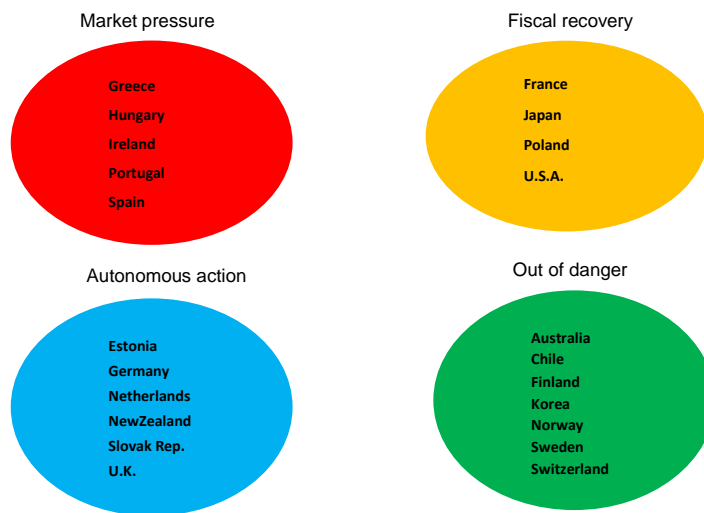 Market pressure
Greece
Hungary
Ireland
Portugal
Spain
Fiscal recovery
France
Japan
Poland
U.S.A.
Autonomous action
Estonia
Germany
Netherlands
NewZealand
Slovak Rep.
U.K.
Out of danger
Australia
Chile
Finland
Korea
Norway
Sweden
Switzerland